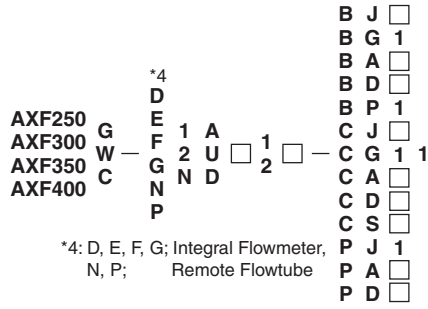 *4
AXF250
AXF300
AXF350
AXF400
G
W
C
—
D
E
F
G
N
P
1
2
N
A
U
D
□
1
2
□
—
B J □
B G 1
B A □
B D □
B P 1
C J □
C G 1 1
C A □
C D □
C S □
P J 1
P A □
P D □
*4: D, E, F, G; Integral Flowmeter,
N, P; Remote Flowtube